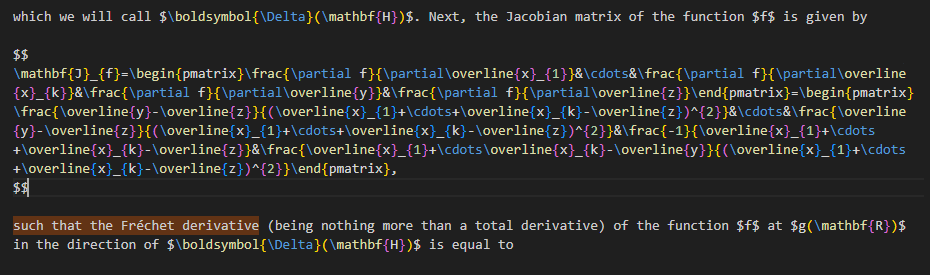 which we will call $\boldsymbol{\Delta}(\mathbf{H})$. Next, the Jacobian matrix of the function $f$ is given by
$$
\mathbf{J}_{f}=\begin{pmatrix}\frac{\partial f}{\partial\overline{x}_{1}}&\cdots&\frac{\partial f}{\partial\overline
{x}_{k}}&\frac{\partial f}{\partial\overline{y}}&\frac{\partial f}{\partial\overline{z}}\end{pmatrix}=\begin{pmatrix}
\frac{\overline{y}-\overline{z}}{(\overline{x}_{1}+\cdots+\overline{x}_{k}-\overline{z})^{2}}&\cdots&\frac{\overline
{y}-\overline{z}}{(\overline{x}_{1}+\cdots+\overline{x}_{k}-\overline{z})^{2}}&\frac{-1}{\overline{x}_{1}+\cdots
+\overline{x}_{k}-\overline{z}}&\frac{\overline{x}_{1}+\cdots\overline{x}_{k}-\overline{y}}{(\overline{x}_{1}+\cdots
+\overline{x}_{k}-\overline{z})^{2}}\end{pmatrix},
$$
such that the Fréchet derivative (being nothing more than a total derivative) of the function $f$ at $g(\mathbf{R})$
in the direction of $\boldsymbol{\Delta}(\mathbf{H})$ is equal to